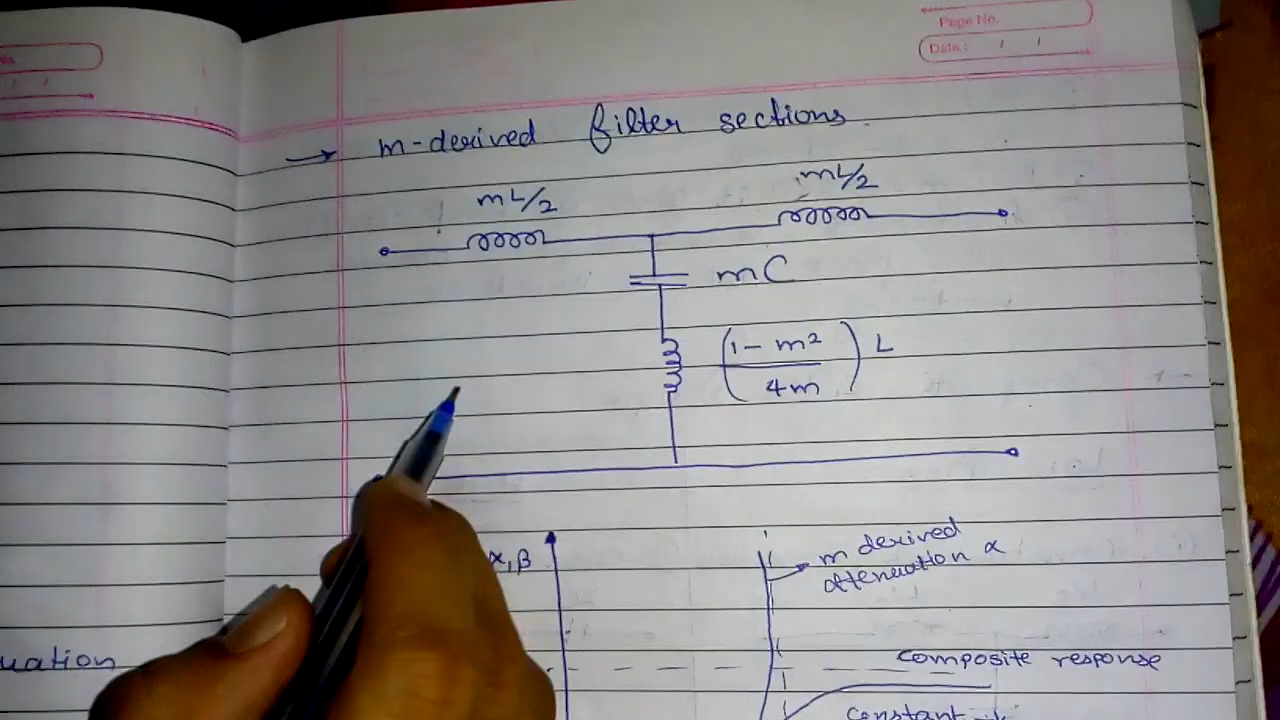 Page No.
Date: / /
→ m-derived filter sections
mL/2
mL/2
mC
(1 - m²
4m) L
α, β
m derived
attenuation α
uation
composite response
constant -k